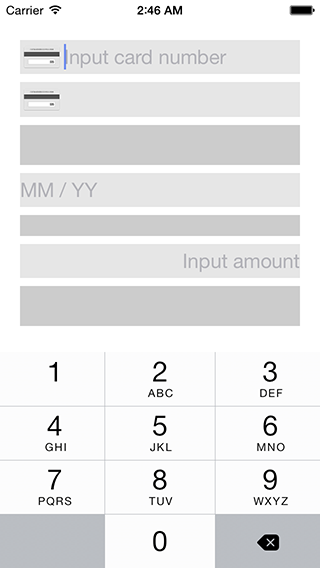 Carrier 2:46 AM
Input card number
MM / YY
Input amount
1 2 3
ABC DEF
4 5 6
GHI JKL MNO
7 8 9
PQRS TUV WXYZ
0